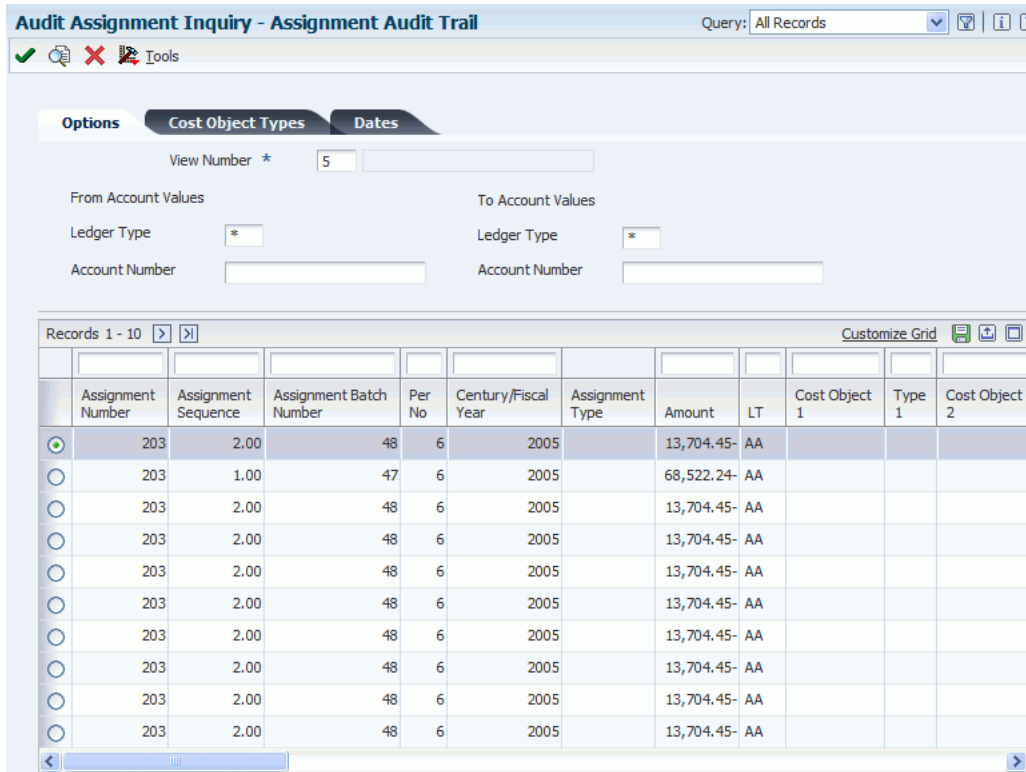 Audit Assignment Inquiry - Assignment Audit Trail Query: All Records
Tools
Options Cost Object Types Dates
View Number * 5
From Account Values To Account Values
Ledger Type * Ledger Type *
Account Number Account Number
Records 1 - 10 Customize Grid
Assignment Number Assignment Sequence Assignment Batch Number Per No Century/Fiscal Year Assignment Type Amount LT Cost Object 1 Type 1 Cost Object 2
203 2.00 48 6 2005 13,704.45- AA
203 1.00 47 6 2005 68,522.24- AA
203 2.00 48 6 2005 13,704.45- AA
203 2.00 48 6 2005 13,704.45- AA
203 2.00 48 6 2005 13,704.45- AA
203 2.00 48 6 2005 13,704.45- AA
203 2.00 48 6 2005 13,704.45- AA
203 2.00 48 6 2005 13,704.45- AA
203 2.00 48 6 2005 13,704.45- AA
203 2.00 48 6 2005 13,704.45- AA